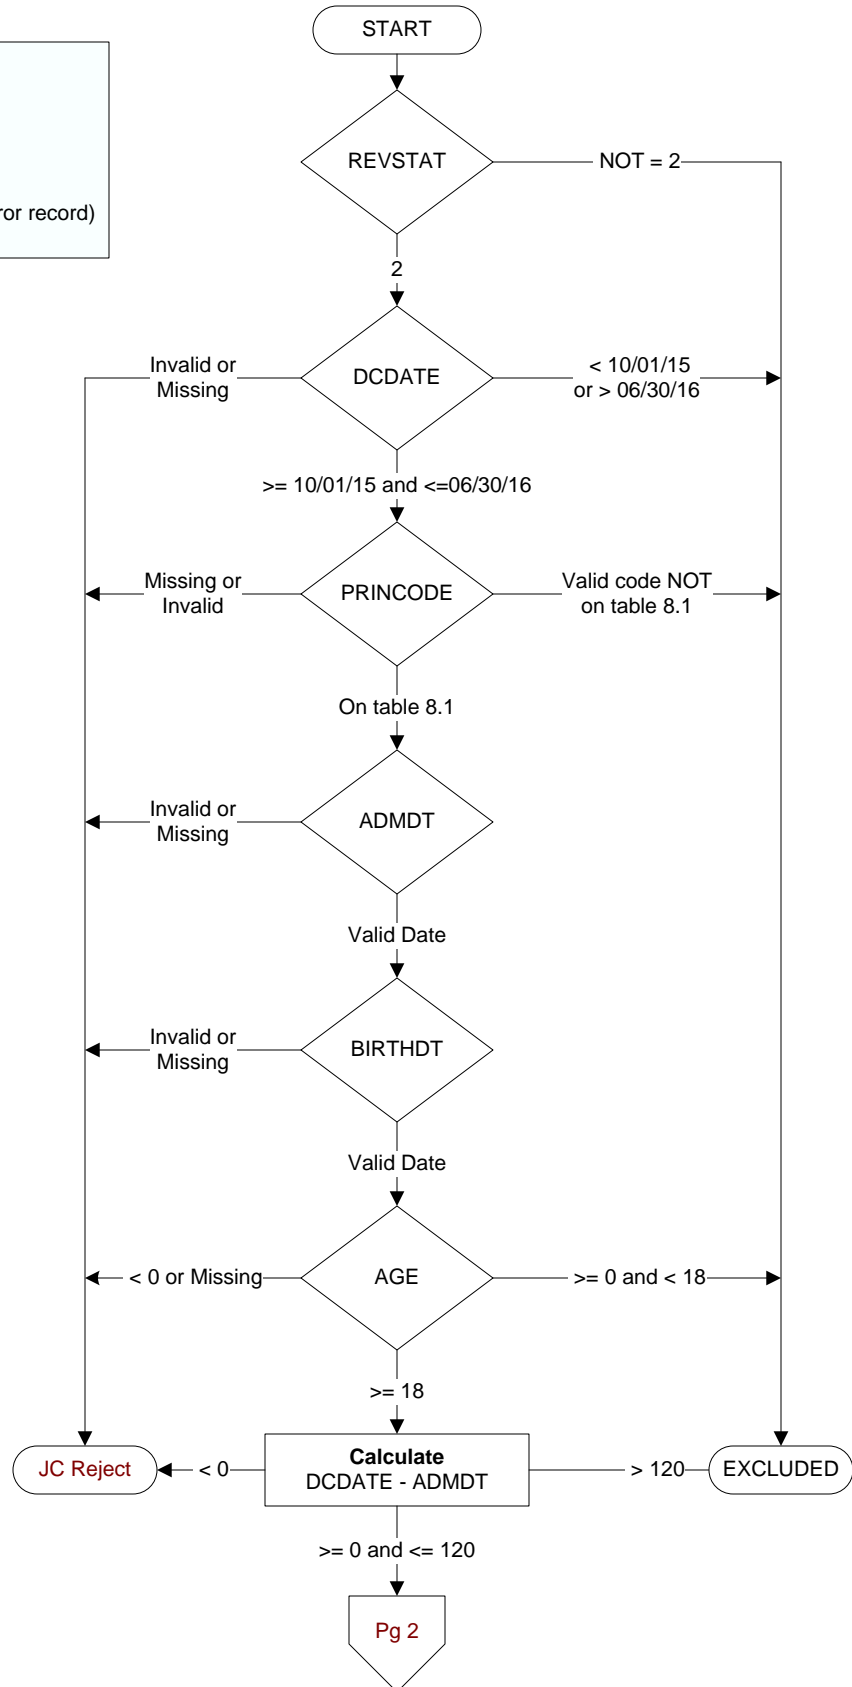 START
REVSTAT
NOT = 2
ror record)
2
Invalid or
Missing
DCDATE
< 10/01/15
or > 06/30/16
>= 10/01/15 and <=06/30/16
Missing or
Invalid
PRINCODE
Valid code NOT
on table 8.1
On table 8.1
Invalid or
Missing
ADMDT
Valid Date
Invalid or
Missing
BIRTHDT
Valid Date
< 0 or Missing
AGE
>= 0 and < 18
>= 18
JC Reject
< 0
Calculate
DCDATE - ADMDT
> 120
EXCLUDED
>= 0 and <= 120
Pg 2